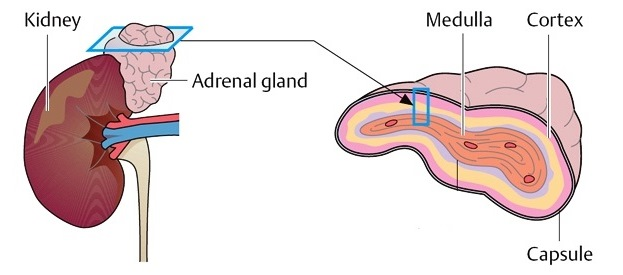 Kidney
Adrenal gland
Medulla
Cortex
Capsule